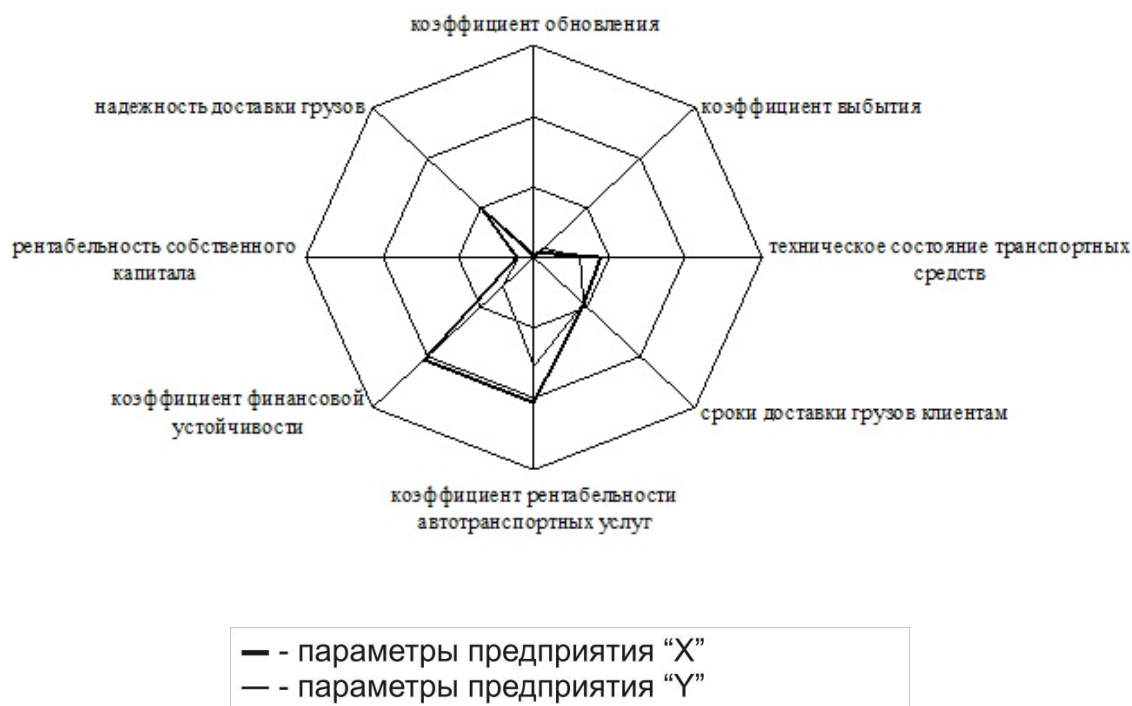 коэффициент обновления
надежность доставки грузов
коэффициент выбытия
рентабельность собственного
капитала
техническое состояние транспортных
средств
коэффициент финансовой
устойчивости
сроки доставки грузов клиентам
коэффициент рентабельности
автотранспортных услуг
- параметры предприятия “X”
- параметры предприятия “Y”